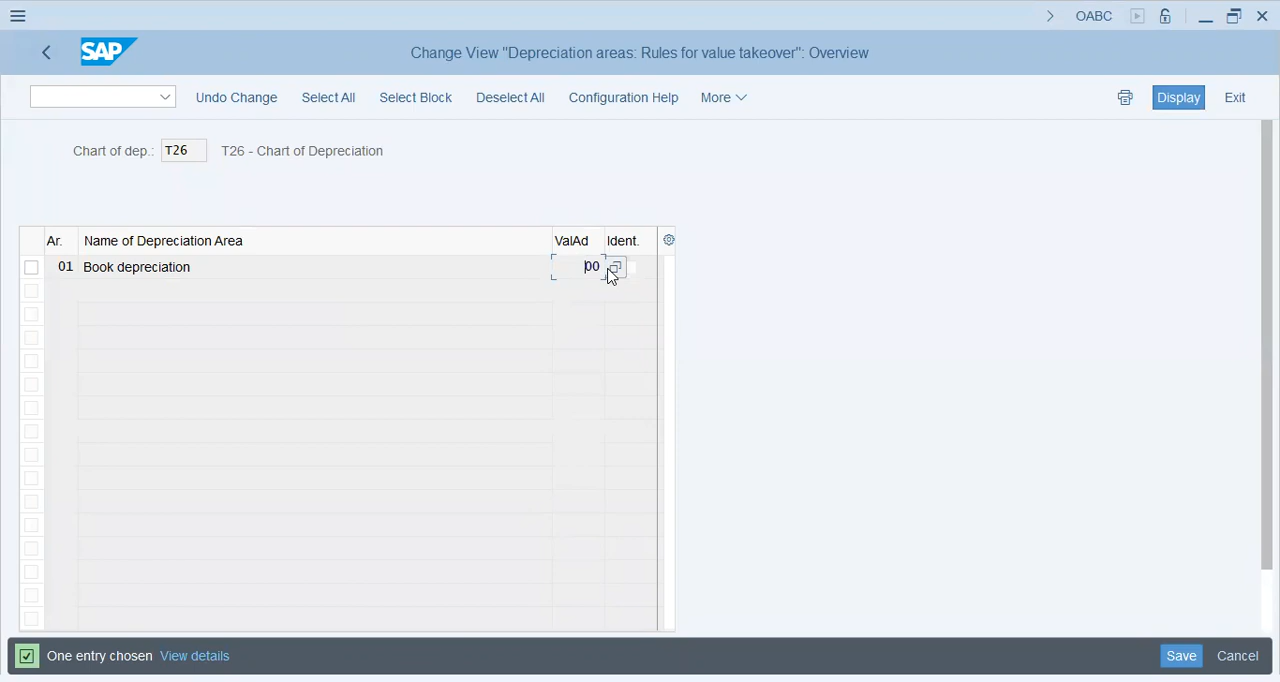 OABC
SAP
Change View "Depreciation areas: Rules for value takeover": Overview
Undo Change Select All Select Block Deselect All Configuration Help More Display Exit
Chart of dep.: T26 T26 - Chart of Depreciation
Ar. Name of Depreciation Area ValAd Ident.
01 Book depreciation 00
One entry chosen View details Save Cancel